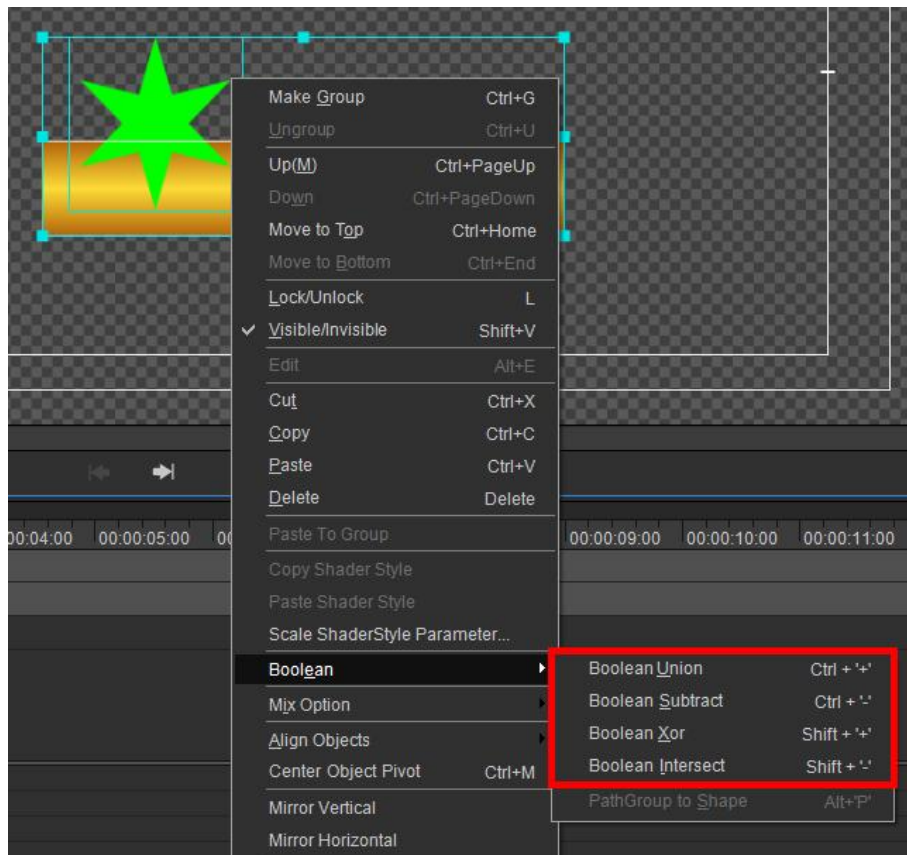 Make Group Ctrl+G
Ungroup Ctrl+U
Up(M) Ctrl+PageUp
Down Ctrl+PageDown
Move to Top Ctrl+Home
Move to Bottom Ctrl+End
Lock/Unlock L
Visible/Invisible Shift+V
Edit Alt+E
Cut Ctrl+X
Copy Ctrl+C
Paste Ctrl+V
Delete Delete
Paste To Group
Copy Shader Style
Paste Shader Style
Scale ShaderStyle Parameter...
Boolean
Mix Option
Align Objects
Center Object Pivot Ctrl+M
Mirror Vertical
Mirror Horizontal
Boolean Union Ctrl + '+'
Boolean Subtract Ctrl + '-'
Boolean Xor Shift + '+'
Boolean Intersect Shift + '-'
PathGroup to Shape Alt+'P'
00:04:00 00:00:05:00 00:00:09:00 00:00:10:00 00:00:11:00